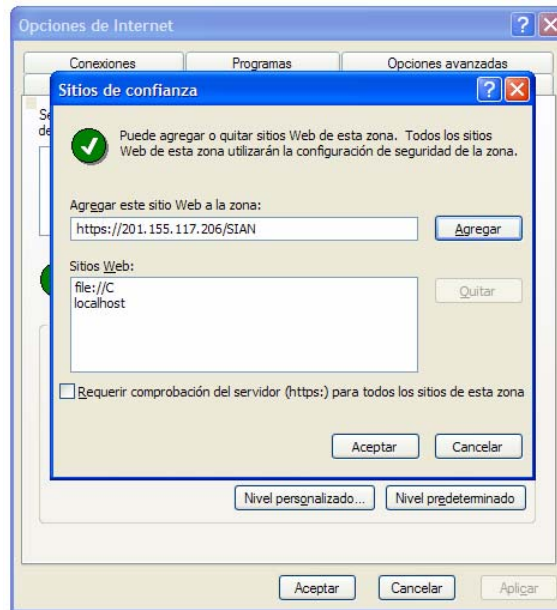 Opciones de Internet
Conexiones Programas Opciones avanzadas
Sitios de confianza
Se
de
Puede agregar o quitar sitios Web de esta zona. Todos los sitios
Web de esta zona utilizarán la configuración de seguridad de la zona.
Agregar este sitio Web a la zona:
https://201.155.117.206/SIAN Agregar
Sitios Web:
file://C
localhost
Quitar
Requerir comprobación del servidor (https:) para todos los sitios de esta zona
Aceptar Cancelar
Nivel personalizado... Nivel predeterminado
Aceptar Cancelar Aplicar